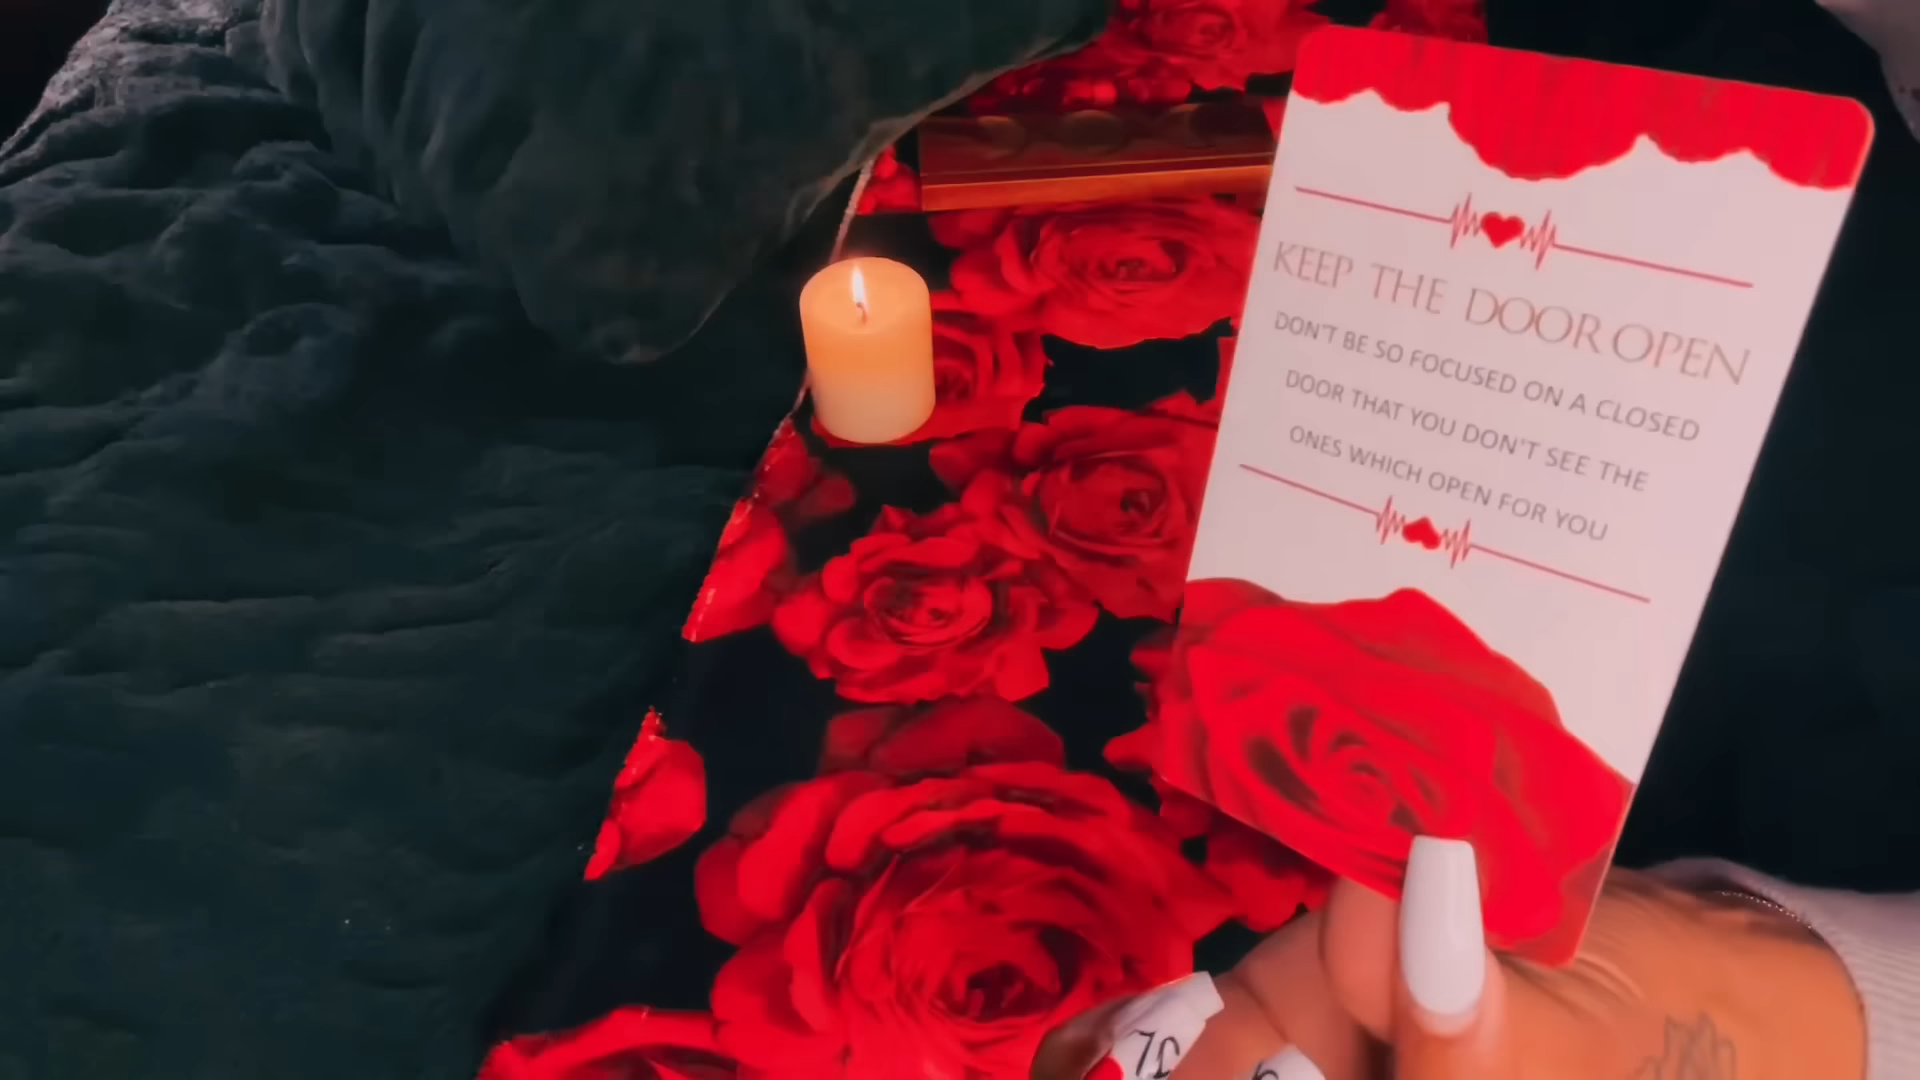 KEEP THE DOOR OPEN
DON'T BE SO FOCUSED ON A CLOSED
DOOR THAT YOU DON'T SEE THE
ONES WHICH OPEN FOR YOU